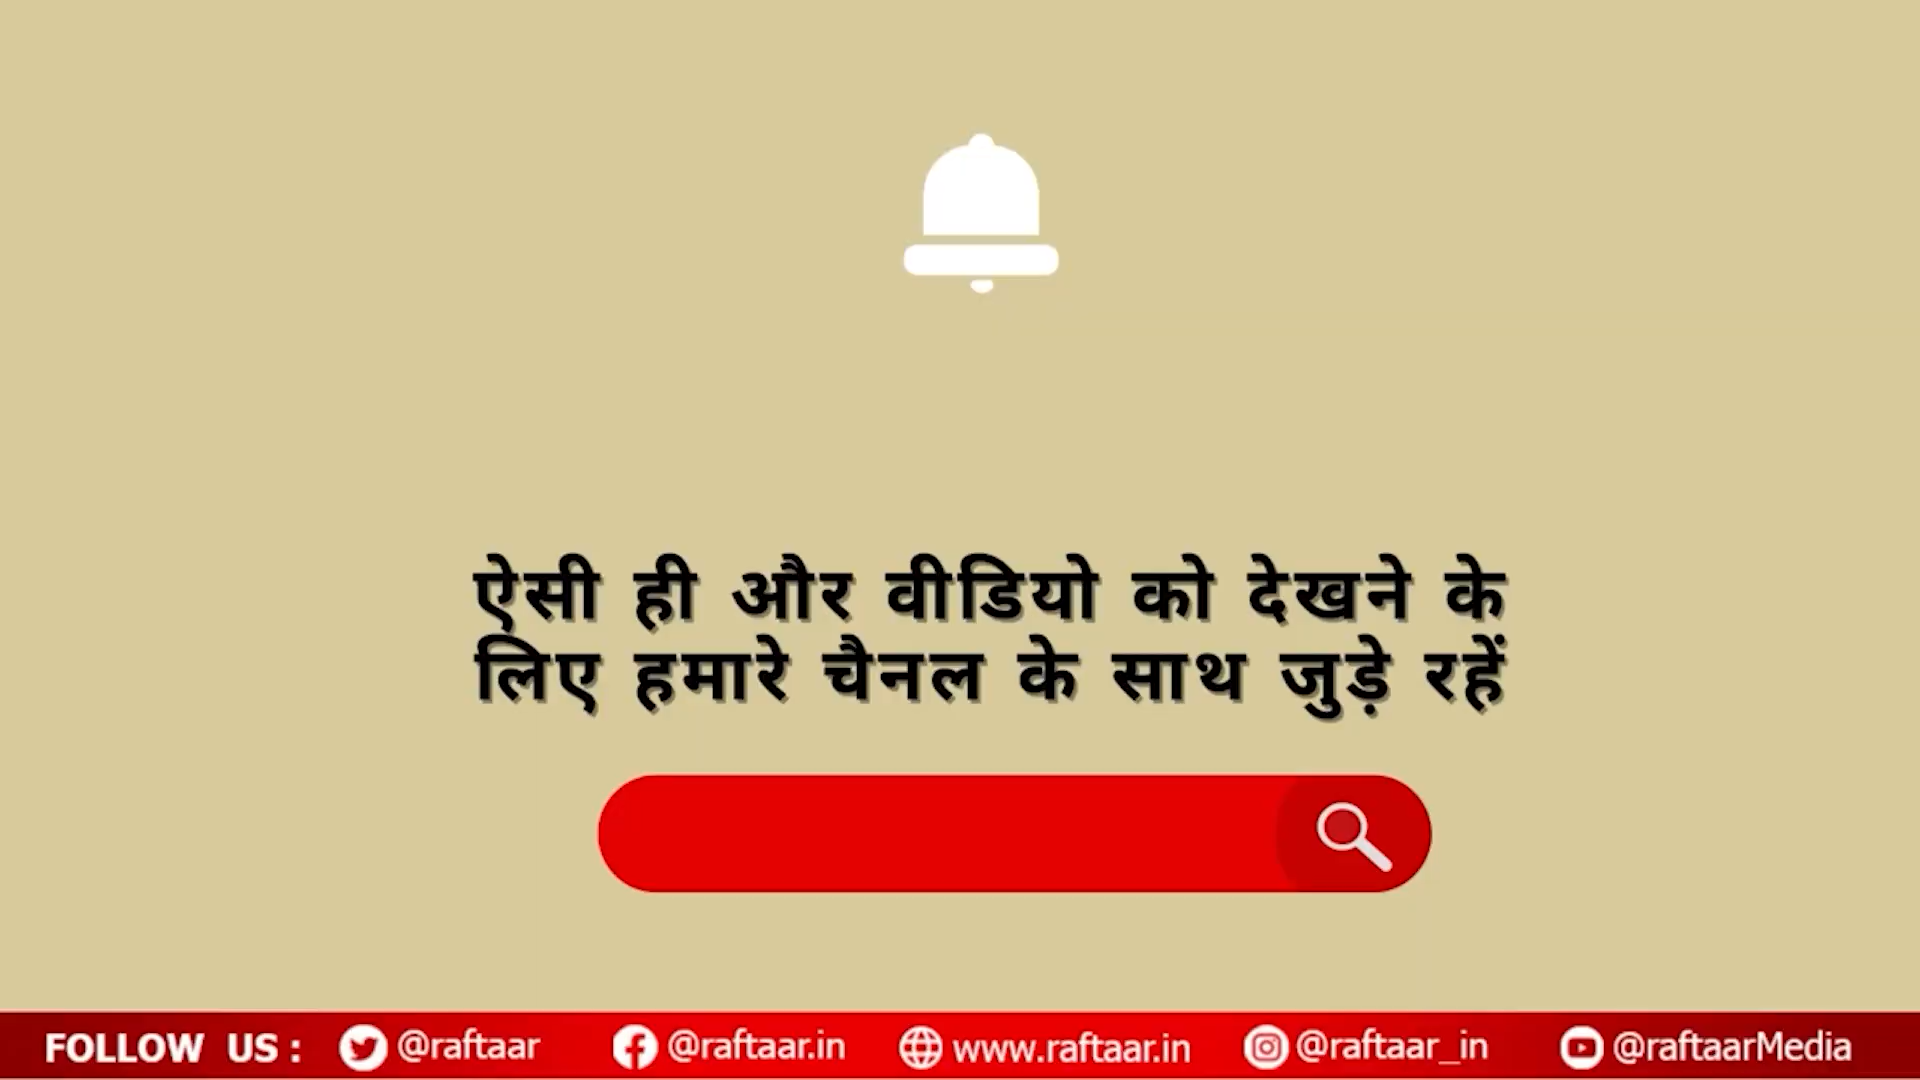 ऐसी ही और वीडियो को देखने के
लिए हमारे चैनल के साथ जुड़े रहें
FOLLOW US : @raftaar @raftaar.in www.raftaar.in @raftaar_in @raftaarMedia